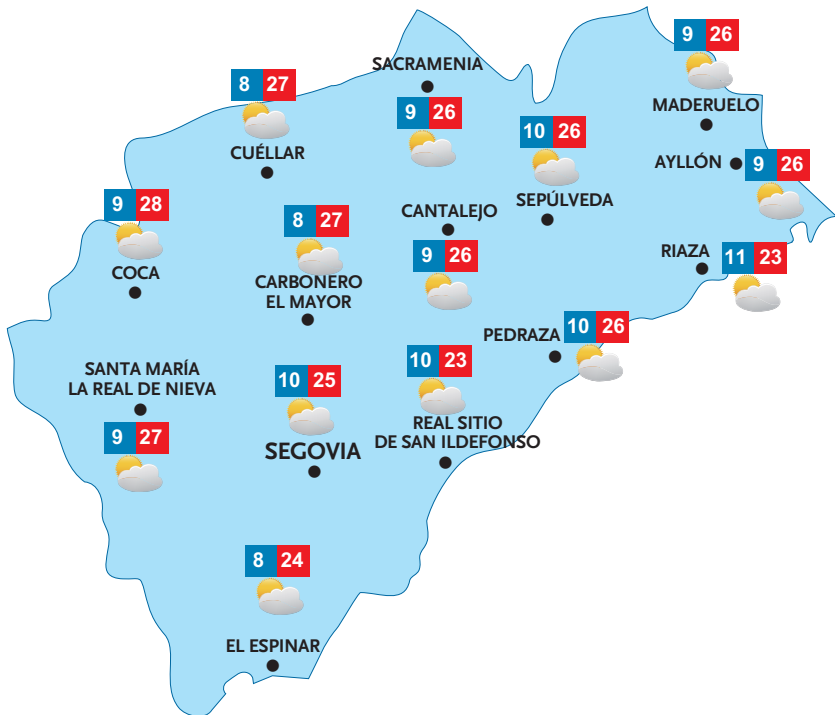 9 26
MADERUELO
SACRAMENIA
9 26
8 27
CUÉLLAR
10 26
SEPÚLVEDA
AYLLÓN
9 26
9 28
COCA
8 27
CARBONERO
EL MAYOR
CANTALEJO
9 26
RIAZA
11 23
PEDRAZA
10 26
SANTA MARÍA
LA REAL DE NIEVA
9 27
10 25
SEGOVIA
10 23
REAL SITIO
DE SAN ILDEFONSO
8 24
EL ESPINAR